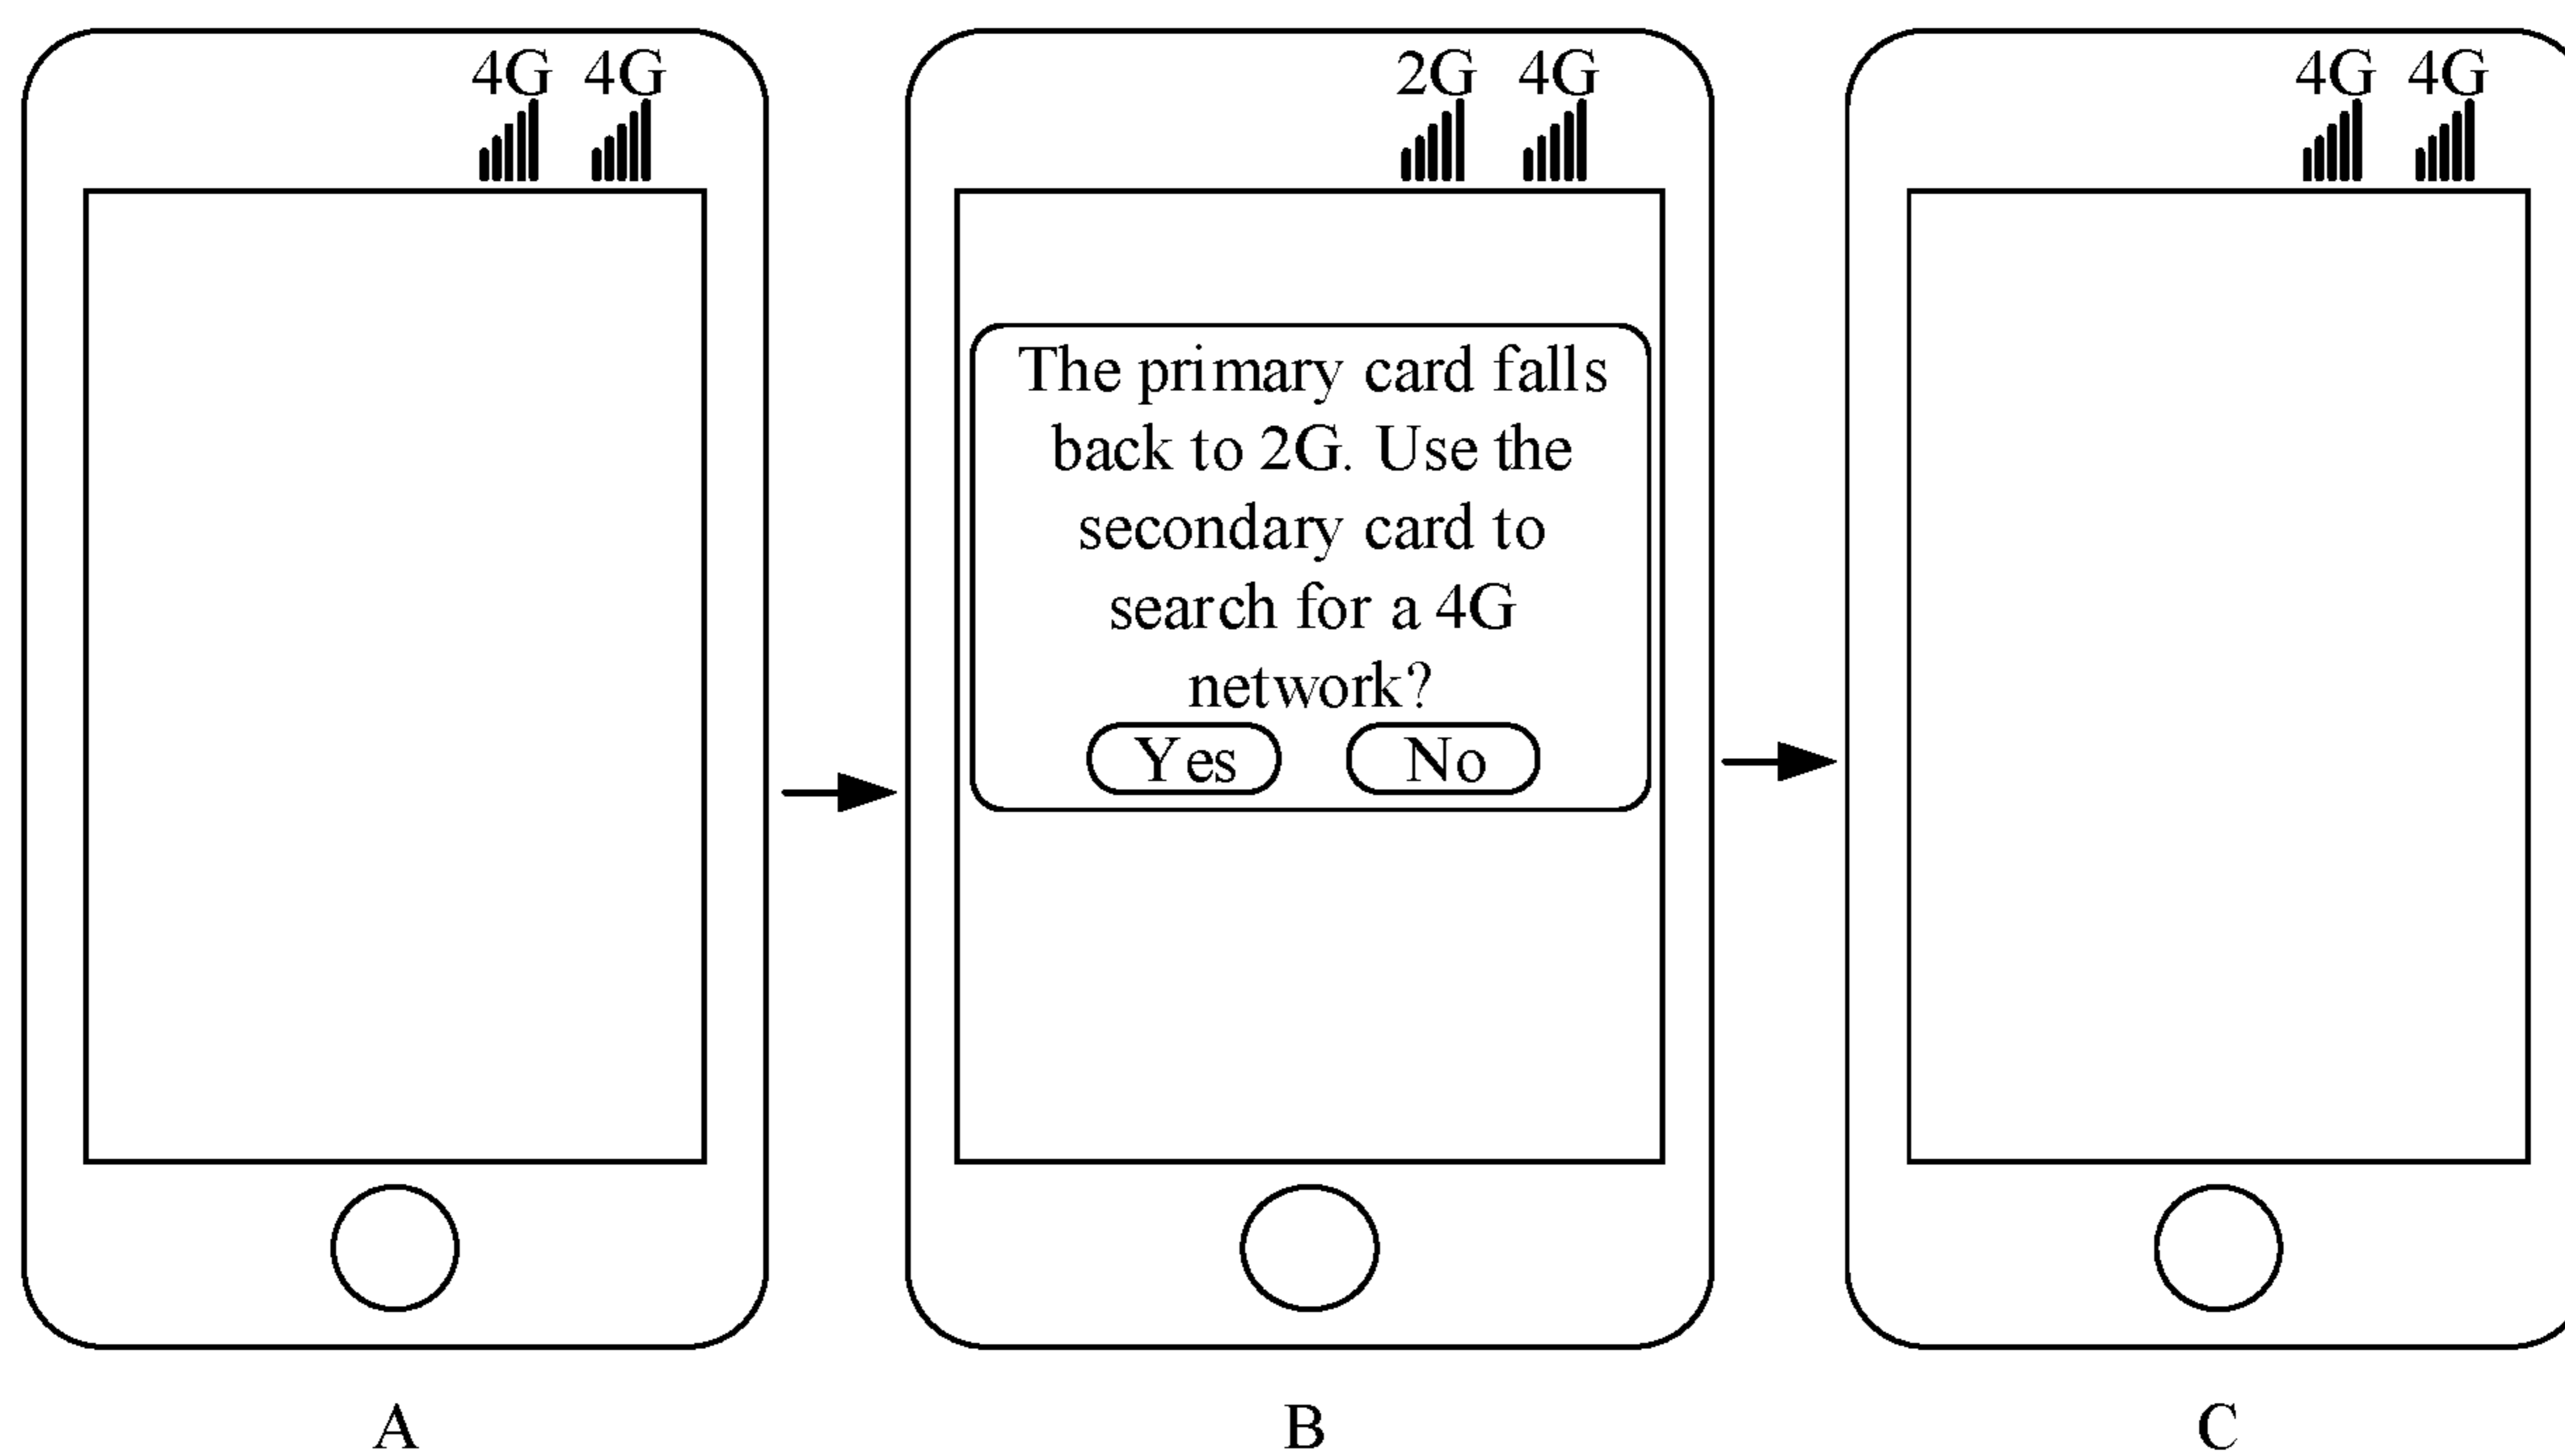 4G 4G
2G 4G
4G 4G
The primary card falls
back to 2G. Use the
secondary card to
search for a 4G
network?
Yes No
A
B
C